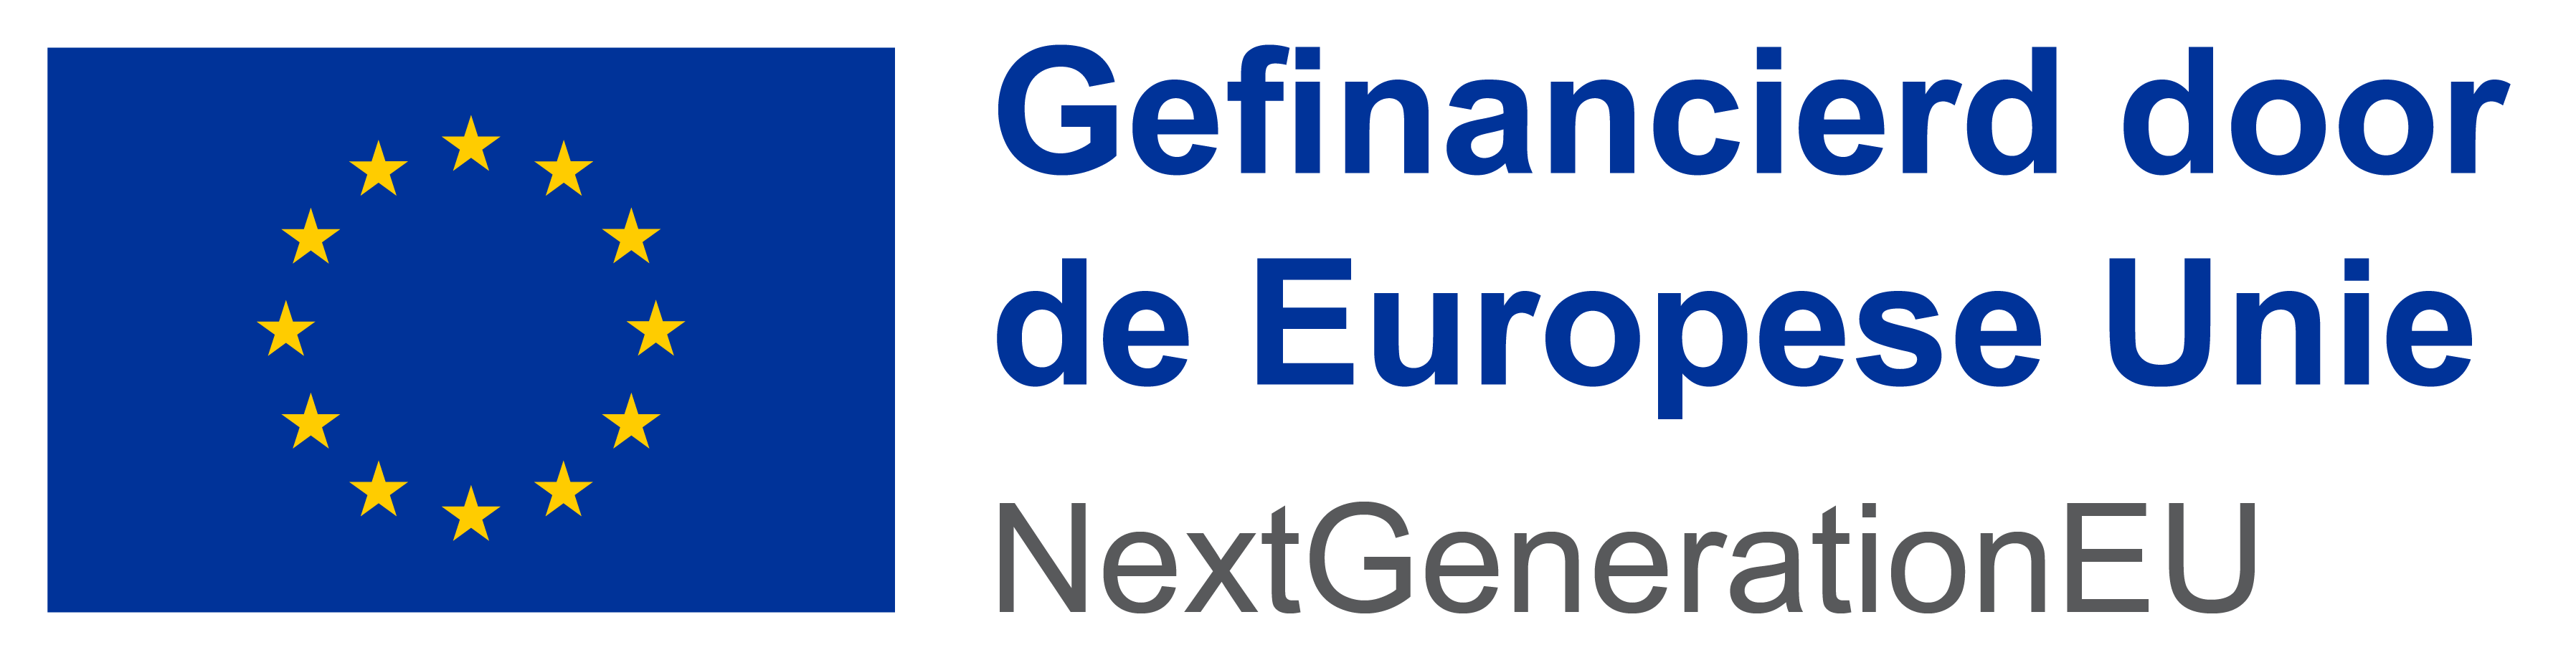 Gefinancierd door
de Europese Unie
NextGenerationEU